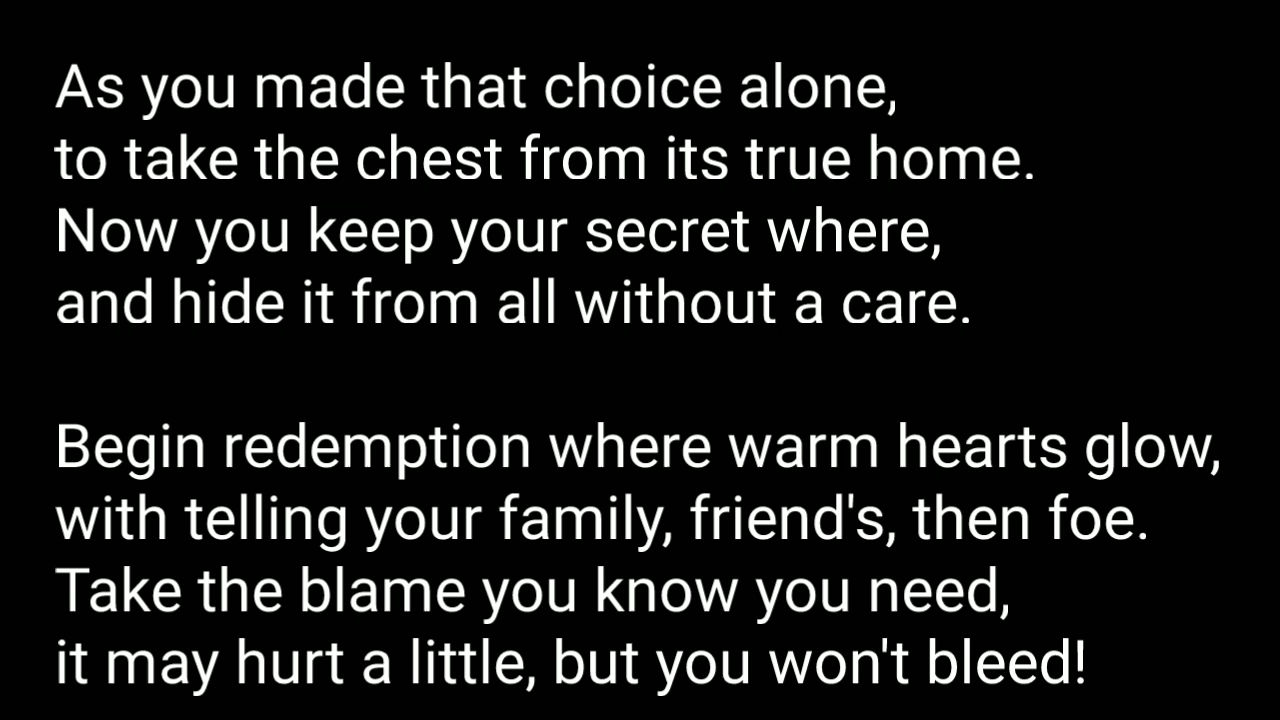 As you made that choice alone,
to take the chest from its true home.
Now you keep your secret where,
and hide it from all without a care.
Begin redemption where warm hearts glow,
with telling your family, friend's, then foe.
Take the blame you know you need,
it may hurt a little, but you won't bleed!